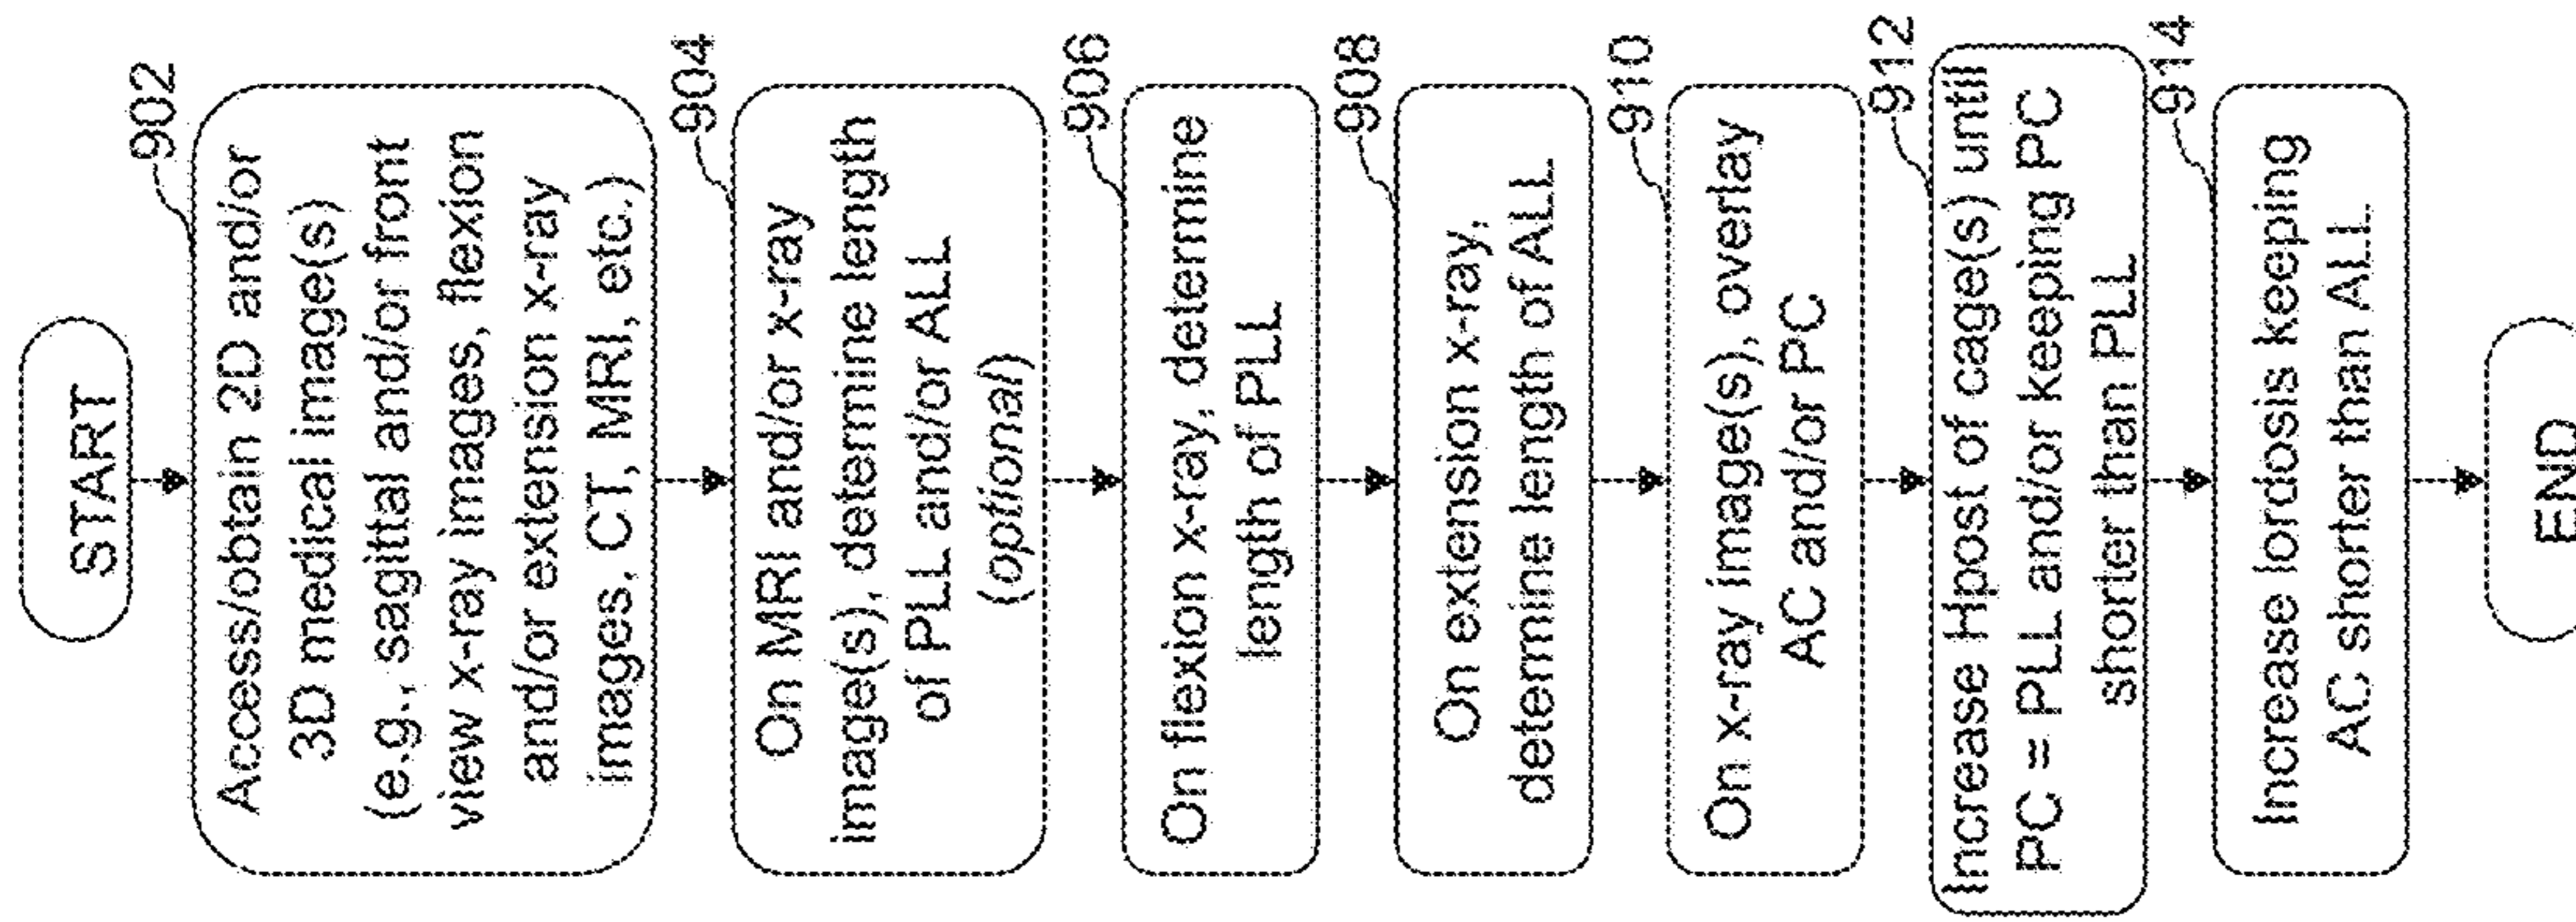 START
902
Access/obtain 2D and/or
3D medical image(s)
(e.g., sagittal and/or front
view x-ray images, flexion
and/or extension x-ray
images, CT, MRI, etc.)
904
On MRI and/or x-ray
image(s), determine length
of PLL and/or ALL
(optional)
906
On flexion x-ray, determine
length of PLL
908
On extension x-ray,
determine length of ALL
910
On x-ray image(s), overlay
AC and/or PC
912
Increase Hpost of cage(s) until
PC = PLL and/or keeping PC
shorter than PLL
914
Increase lordosis keeping
AC shorter than ALL
END